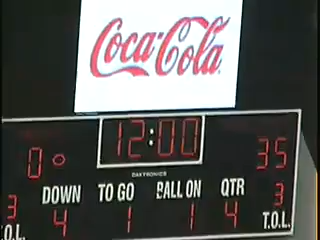 Coca-Cola
12:00
0 35
DAKTRONICS
DOWN TO GO BALL ON QTR
3 4 1 1 4 3
T.O.L. T.O.L.